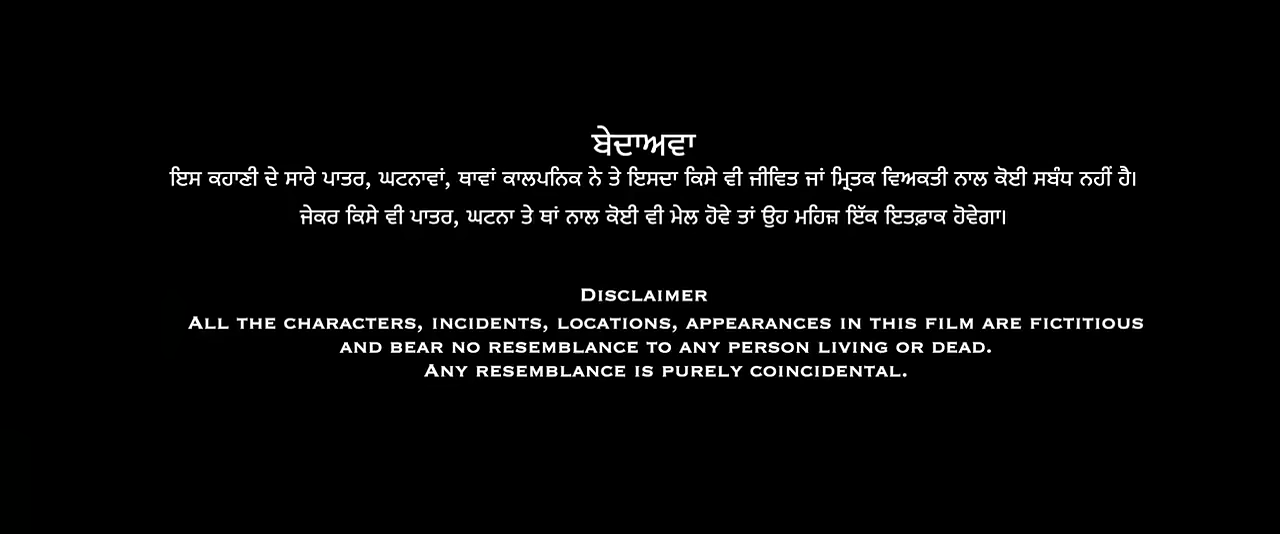 ਬੇਦਾਅਵਾ
ਇਸ ਕਹਾਣੀ ਦੇ ਸਾਰੇ ਪਾਤਰ, ਘਟਨਾਵਾਂ, ਥਾਵਾਂ ਕਾਲਪਨਿਕ ਨੇ ਤੇ ਇਸਦਾ ਕਿਸੇ ਵੀ ਜੀਵਿਤ ਜਾਂ ਮ੍ਰਿਤਕ ਵਿਅਕਤੀ ਨਾਲ ਕੋਈ ਸਬੰਧ ਨਹੀਂ ਹੈ।
ਜੇਕਰ ਕਿਸੇ ਵੀ ਪਾਤਰ, ਘਟਨਾ ਤੇ ਥਾਂ ਨਾਲ ਕੋਈ ਵੀ ਮੇਲ ਹੋਵੇ ਤਾਂ ਉਹ ਮਹਿਜ਼ ਇੱਕ ਇਤਫ਼ਾਕ ਹੋਵੇਗਾ।
Disclaimer
All the characters, incidents, locations, appearances in this film are fictitious
and bear no resemblance to any person living or dead.
Any resemblance is purely coincidental.